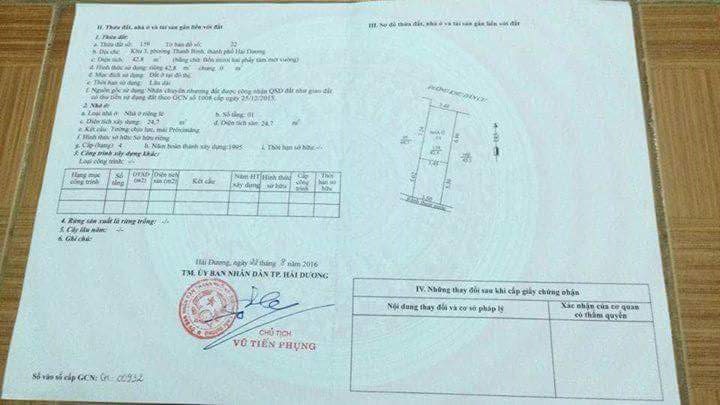 II. Thửa đất, nhà ở và tài sản gắn liền với đất
1. Thửa đất:
a. Thửa đất số: 159 Tờ bản đồ số: 32
b. Địa chỉ: Khu 3, phường Thanh Bình, thành phố Hải Dương
c. Diện tích: 42,8 m² (bằng chữ: Bốn mươi hai phẩy tám mét vuông)
d. Hình thức sử dụng: riêng 42,8 m² chung 0 m²
đ. Mục đích sử dụng: Đất ở tại đô thị
e. Thời hạn sử dụng: Lâu dài
f. Nguồn gốc sử dụng: Nhận chuyển nhượng đất được công nhận QSD đất như giao đất
có thu tiền sử dụng đất theo GCN số 1008 cấp ngày 25/12/2015.
2. Nhà ở:
a. Loại nhà ở: Nhà ở riêng lẻ b. Số tầng: 01
c. Diện tích xây dựng: 24,7 m² d. Diện tích sàn: 24,7 m²
e. Kết cấu: Tường chịu lực, mái Prôximăng
f. Hình thức sở hữu: Sở hữu riêng
g. Cấp (hạng): 4 h. Năm hoàn thành xây dựng: 1995 i. Thời hạn sở hữu: -/-
3. Công trình xây dựng khác:
Loại công trình: -/-
Hạng mục công trình Số tầng DTXD (m2) Diện tích sàn (m2) Kết cấu Năm HT xây dựng Hình thức sở hữu Cấp công trình Thời hạn sở hữu
4. Rừng sản xuất là rừng trồng: -/-
5. Cây lâu năm: -/-
6. Ghi chú:
Hải Dương, ngày 22 tháng 8 năm 2016
TM. ỦY BAN NHÂN DÂN TP. HẢI DƯƠNG
CHỦ TỊCH
VŨ TIẾN PHỤNG
Số vào sổ cấp GCN: CH 00932
III. Sơ đồ thửa đất, nhà ở và tài sản gắn liền với đất
3.48
IV. Những thay đổi sau khi cấp giấy chứng nhận
Nội dung thay đổi và cơ sở pháp lý
Xác nhận của cơ quan
có thẩm quyền